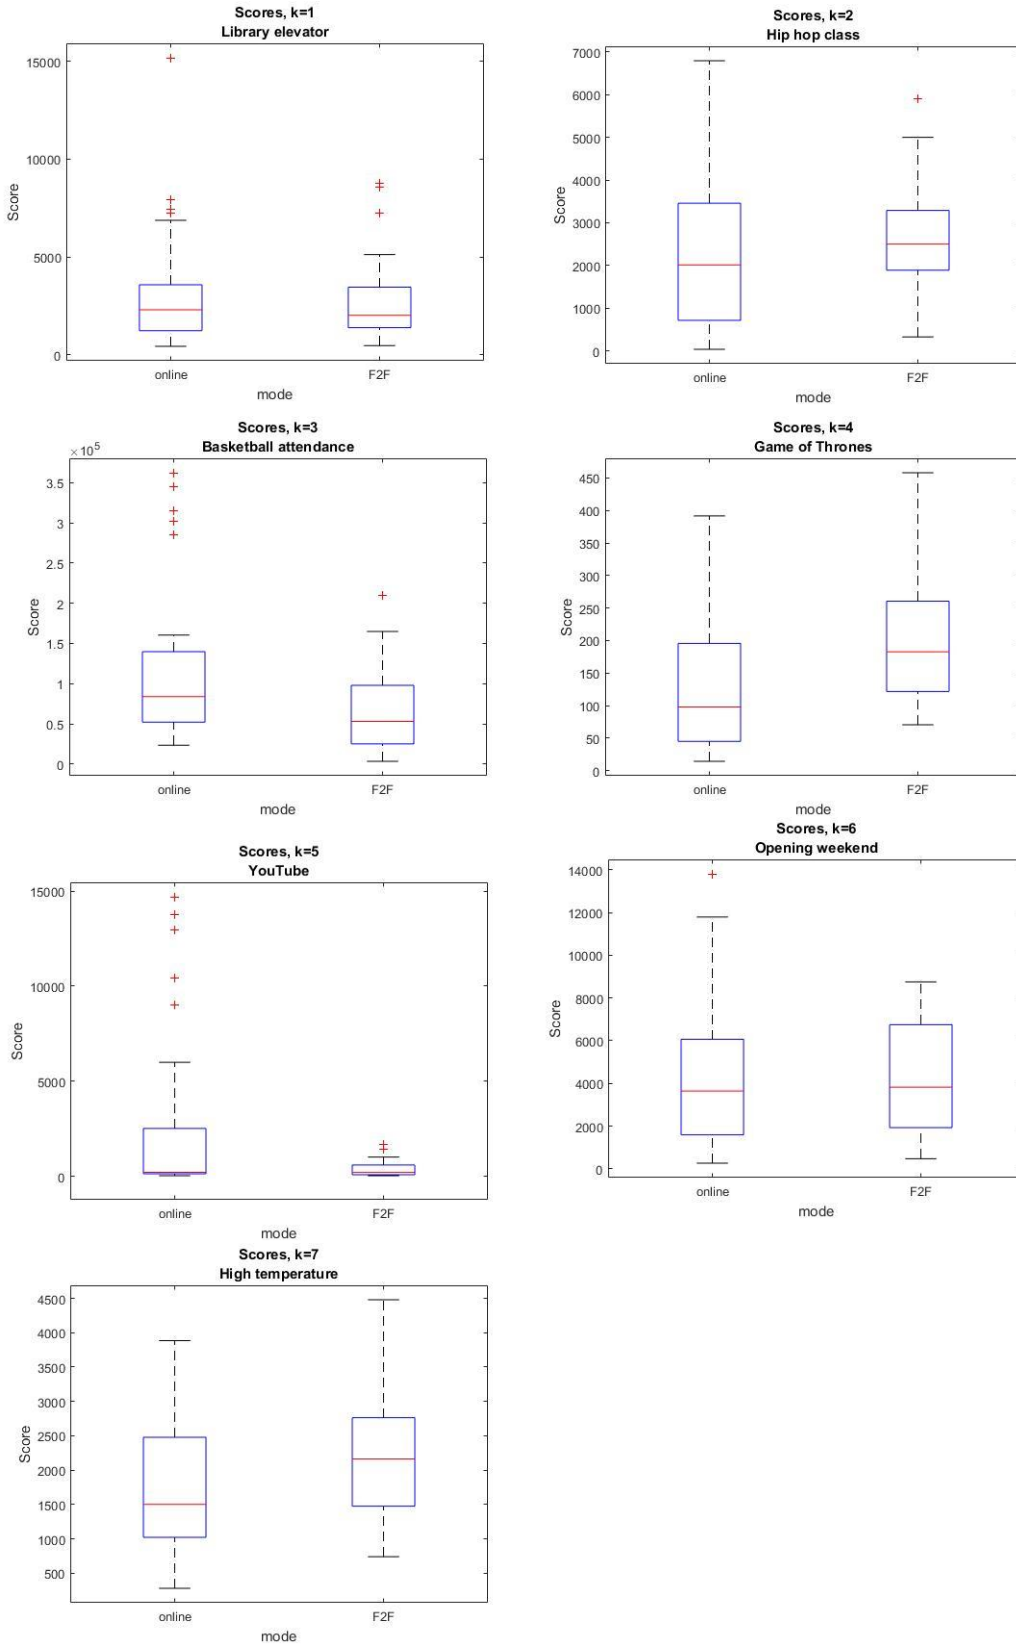 Scores, k=1
Library elevator
15000
10000
5000
0
Score
online
F2F
mode
Scores, k=2
Hip hop class
7000
6000
5000
4000
3000
2000
1000
0
Score
online
F2F
mode
Scores, k=3
Basketball attendance
×10^5
3.5
3
2.5
2
1.5
1
0.5
0
Score
online
F2F
mode
Scores, k=4
Game of Thrones
450
400
350
300
250
200
150
100
50
0
Score
online
F2F
mode
Scores, k=5
YouTube
15000
10000
5000
0
Score
online
F2F
mode
Scores, k=6
Opening weekend
14000
12000
10000
8000
6000
4000
2000
0
Score
online
F2F
mode
Scores, k=7
High temperature
4500
4000
3500
3000
2500
2000
1500
1000
500
Score
online
F2F
mode